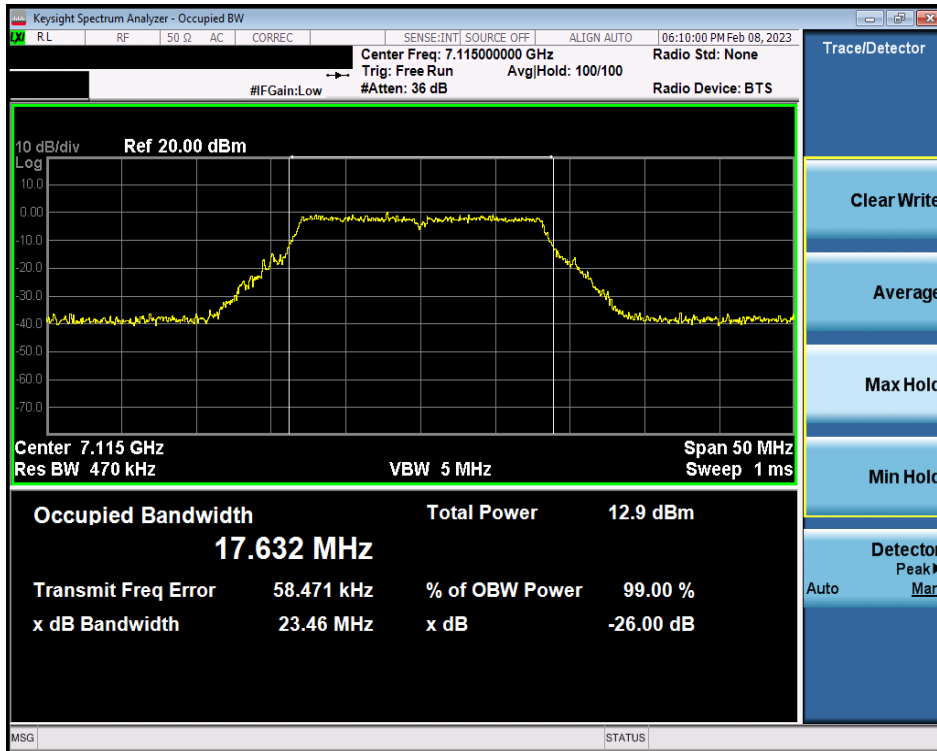 Keysight Spectrum Analyzer - Occupied BW
LXI RL RF 50 Ω AC CORREC SENSE:INT SOURCE OFF ALIGN AUTO 06:10:00 PM Feb 08, 2023
Center Freq: 7.115000000 GHz Radio Std: None
Trig: Free Run Avg|Hold: 100/100
#IFGain:Low #Atten: 36 dB Radio Device: BTS
Trace/Detector
10 dB/div Ref 20.00 dBm
Log
10.0
0.00
-10.0
-20.0
-30.0
-40.0
-50.0
-60.0
-70.0
Center 7.115 GHz Span 50 MHz
Res BW 470 kHz VBW 5 MHz Sweep 1 ms
Occupied Bandwidth Total Power 12.9 dBm
17.632 MHz
Transmit Freq Error 58.471 kHz % of OBW Power 99.00 %
x dB Bandwidth 23.46 MHz x dB -26.00 dB
Clear Write
Average
Max Hold
Min Hold
Detector
Peak
Auto Man
MSG STATUS